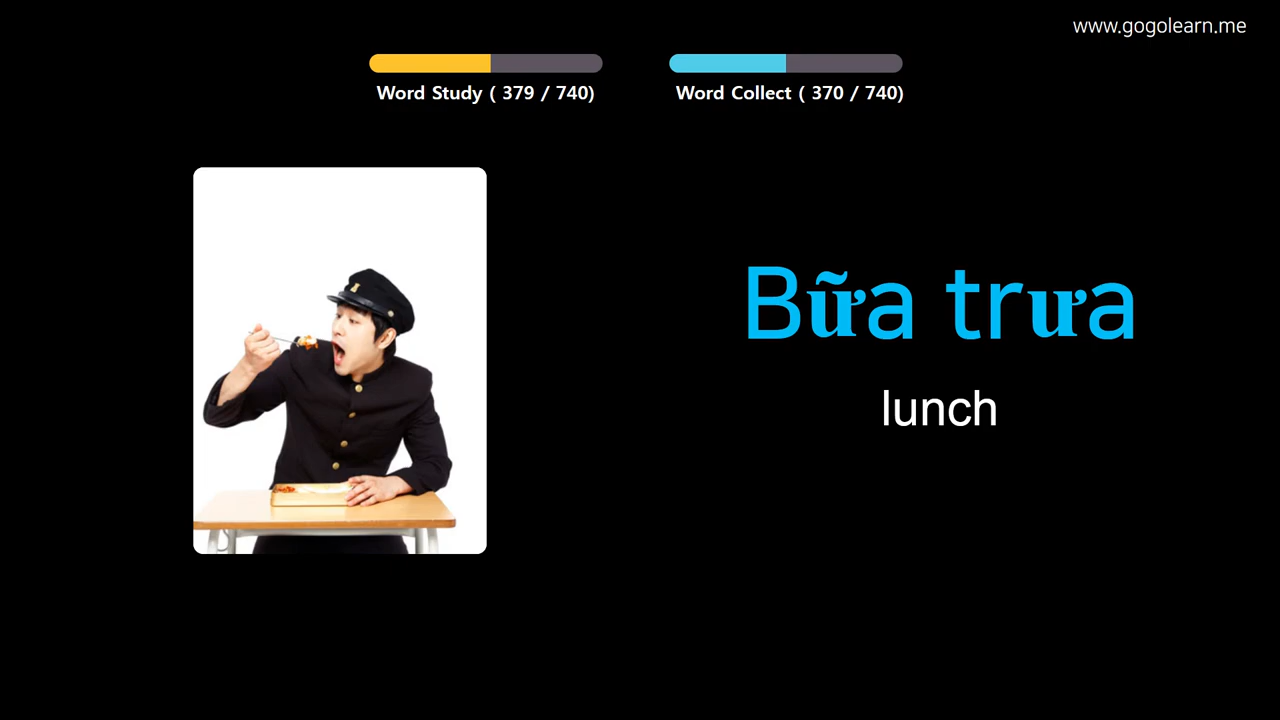 www.gogolearn.me
Word Study ( 379 / 740)
Word Collect ( 370 / 740)
Bữa trưa
lunch